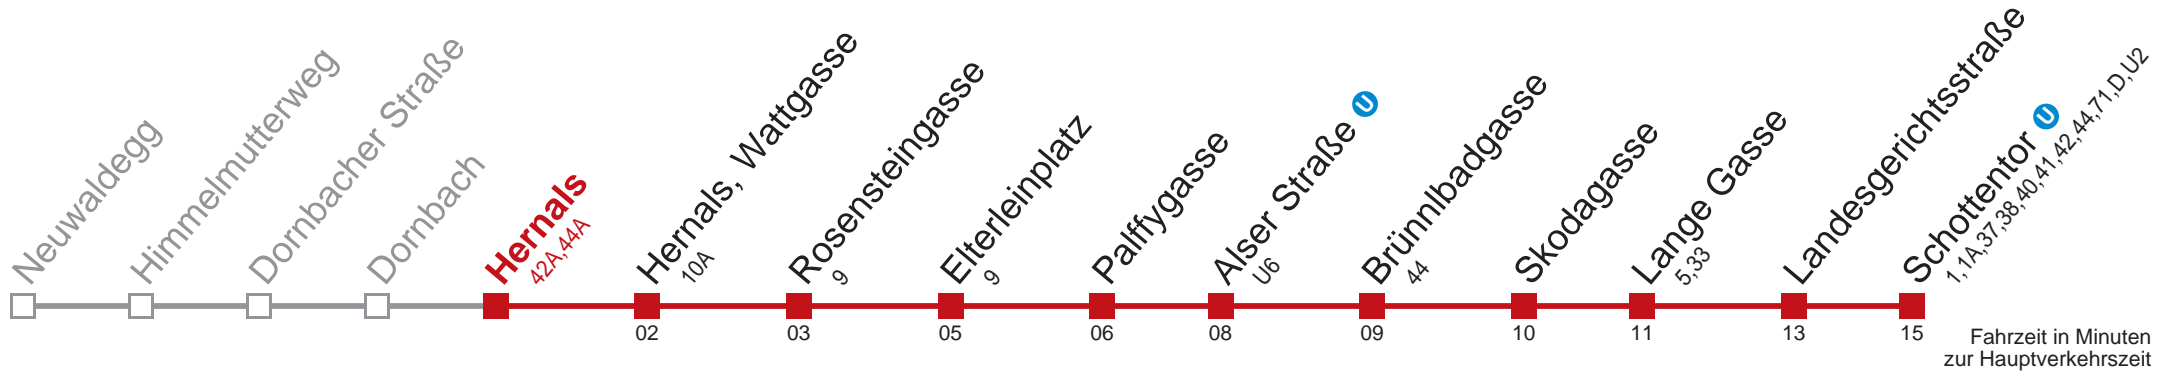 Neuwaldegg
Himmelmutterweg
Dornbacher Straße
Dornbach
Hernals
42A,44A
Hernals, Wattgasse
10A
Rosensteingasse
9
Elterleinplatz
9
Palffygasse
Alser Straße U
U6
Brünnlbadgasse
44
Skodagasse
Lange Gasse
5,33
Landesgerichtsstraße
Schottentor U
1,1A,37,38,40,41,42,44,71,D,U2
02 03 05 06 08 09 10 11 13 15
Fahrzeit in Minuten
zur Hauptverkehrszeit